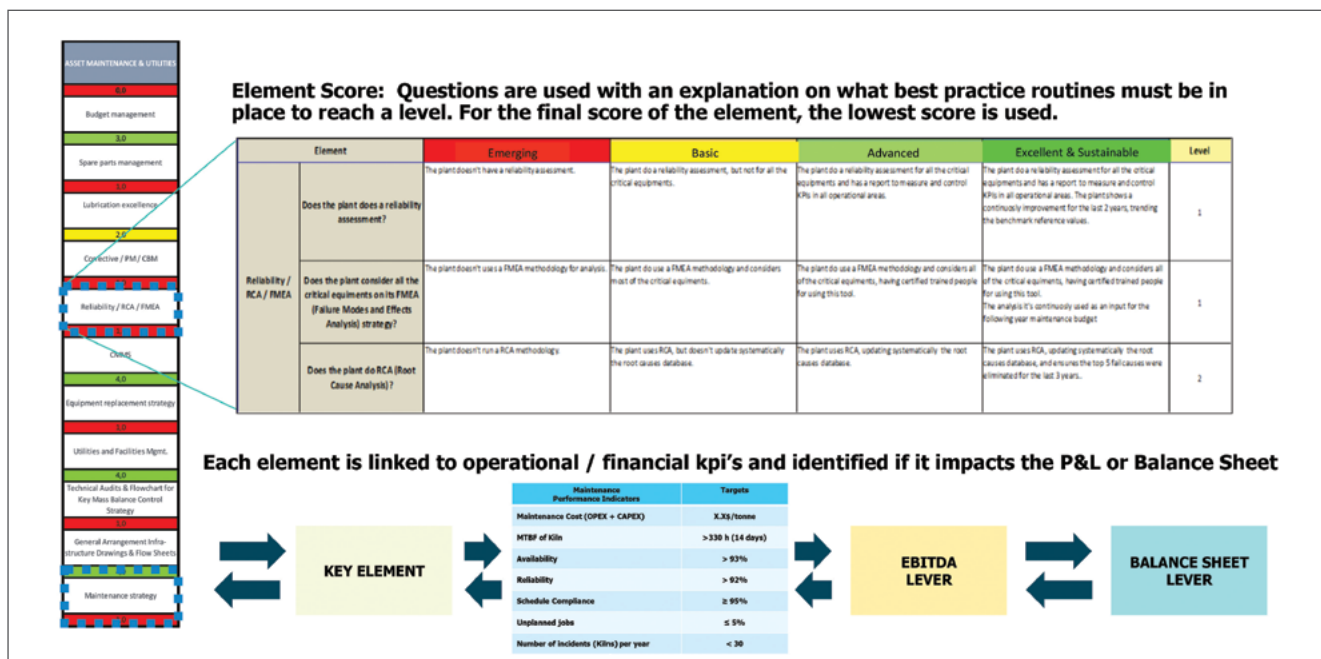 ASSET MAINTENANCE & UTILITIES
Budget management
3,0
Spare parts management
1,0
Lubrication excellence
2,0
Corrective / PM / CBM
Reliability / RCA / FMEA
CMMS
4,0
Equipment replacement strategy
1,0
Utilities and Facilities Mgmt.
4,0
Technical Audits & Flowchart for
Key Mass Balance Control
Strategy
1,0
General Arrangement Infra-
structure Drawings & Flow Sheets
Maintenance strategy
Element Score: Questions are used with an explanation on what best practice routines must be in
place to reach a level. For the final score of the element, the lowest score is used.
Element
Emerging
Basic
Advanced
Excellent & Sustainable
Level
Reliability /
RCA / FMEA
Does the plant does a reliability
assessment?
The plant doesn't have a reliability assessment.
The plant do a reliability assessment, but not for all the
critical equipments.
The plant do a reliability assessment for all the critical
equipments and has a report to measure and control
KPIs in all operational areas.
The plant do a reliability assessment for all the critical
equipments and has a report to measure and control
KPIs in all operational areas. The plant shows a
continuosly improvement for the last 2 years, trending
the benchmark reference values.
1
Does the plant consider all the
critical equiments on its FMEA
(Failure Modes and Effects
Analysis) strategy?
The plant doesn't uses a FMEA methodology for analysis.
The plant do use a FMEA methodology and considers
most of the critical equiments.
The plant do use a FMEA methodology and considers all
of the critical equiments, having certified trained people
for using this tool.
The plant do use a FMEA methodology and considers all
of the critical equiments, having certified trained people
for using this tool.
The analysis it's continuosly used as an input for the
following year maintenance budget
1
Does the plant do RCA (Root
Cause Analysis)?
The plant doesn't run a RCA methodology.
The plant uses RCA, but doesn't update systematically
the root causes database.
The plant uses RCA, updating systematically the root
causes database.
The plant uses RCA, updating systematically the root
causes database, and ensures the top 5 fail causes were
eliminated for the last 3 years.
2
Each element is linked to operational / financial kpi's and identified if it impacts the P&L or Balance Sheet
KEY ELEMENT
Maintenance
Performance Indicators
Targets
Maintenance Cost (OPEX + CAPEX)
X.X$/tonne
MTBF of Kiln
>330 h (14 days)
Availability
> 93%
Reliability
> 92%
Schedule Compliance
≥ 95%
Unplanned jobs
≤ 5%
Number of incidents (Kilns) per year
< 30
EBITDA
LEVER
BALANCE SHEET
LEVER